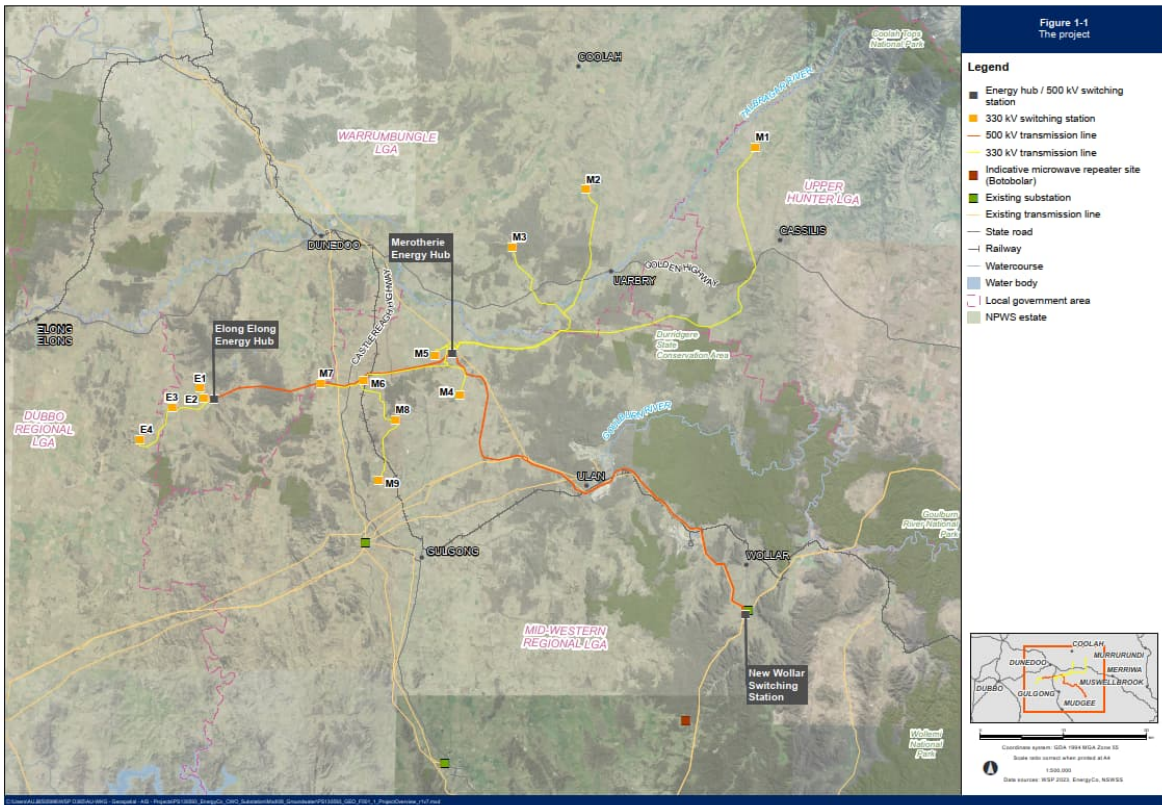 Figure 1-1
The project
Legend
Energy hub / 500 kV switching
station
330 kV switching station
500 kV transmission line
330 kV transmission line
Indicative microwave repeater site
(Botobolar)
Existing substation
Existing transmission line
State road
Railway
Watercourse
Water body
Local government area
NPWS estate
Coolah Tops
National Park
COOLAH
TALBRAGAR RIVER
WARRUMBUNGLE
LGA
M1
M2
UPPER
HUNTER LGA
M3
CASSILIS
DUNEDOO
Merotherie
Energy Hub
GOLDEN HIGHWAY
UARBRY
CASTLEREAGH HIGHWAY
ELONG
ELONG
Elong Elong
Energy Hub
Durridgere
State
Conservation Area
M5
M7
M6
M4
E1
E2
E3
E4
DUBBO
REGIONAL
LGA
M8
GOULBURN RIVER
M9
ULAN
Goulburn
River National
Park
GULGONG
WOLLAR
MID-WESTERN
REGIONAL LGA
New Wollar
Switching
Station
Wollemi
National
Park
COOLAH
DUNEDOO
MURRURUNDI
MERRIWA
DUBBO
MUSWELLBROOK
GULGONG
MUDGEE
Coordinate system: GDA 1994 MGA Zone 55
Scale ratio correct when printed at A4
1:500,000
Data sources: WSP 2023, EnergyCo, NSWSS